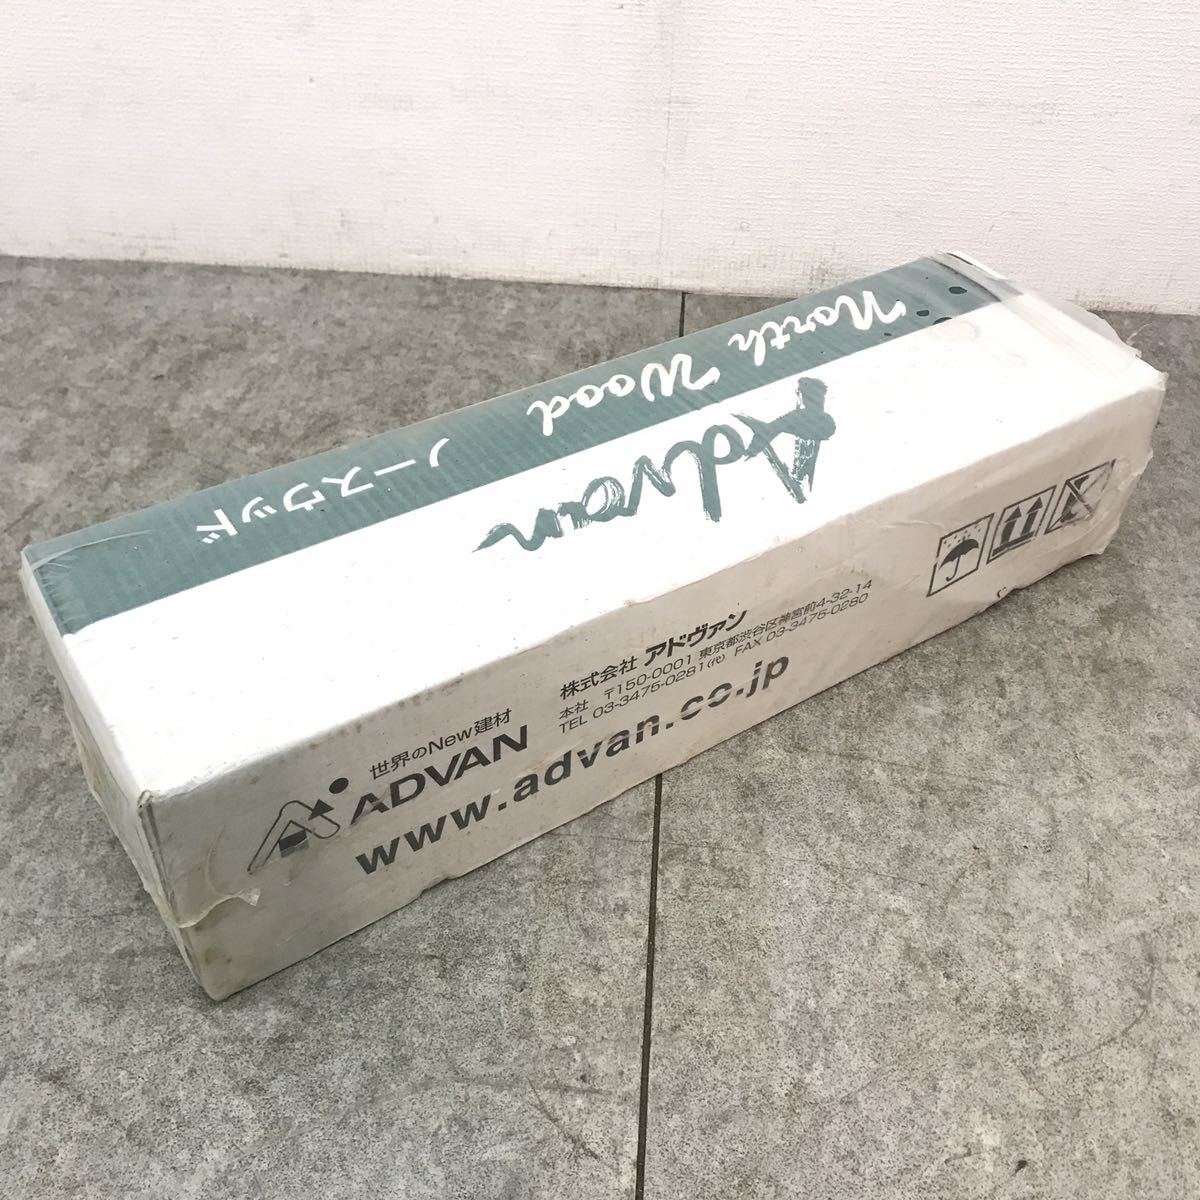 North Wood ノースウッド
Advan
世界のNew建材
ADVAN
株式会社 アドヴァン
本社 〒150-0001 東京都渋谷区神宮前4-32-14
TEL 03-3475-0281(代) FAX 03-3475-0280
www.advan.co.jp